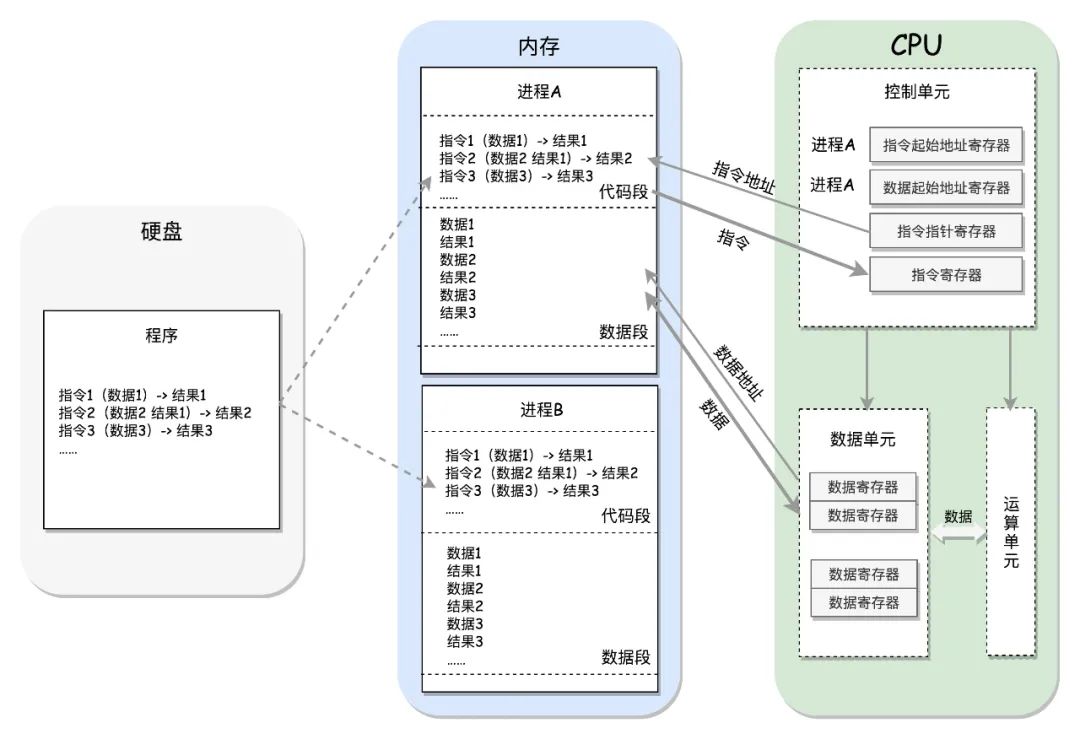 硬盘
程序
指令1（数据1）-> 结果1
指令2（数据2 结果1）-> 结果2
指令3（数据3）-> 结果3
......
内存
进程A
指令1（数据1）-> 结果1
指令2（数据2 结果1）-> 结果2
指令3（数据3）-> 结果3
......
代码段
数据1
结果1
数据2
结果2
数据3
结果3
......
数据段
进程B
指令1（数据1）-> 结果1
指令2（数据2 结果1）-> 结果2
指令3（数据3）-> 结果3
......
代码段
数据1
结果1
数据2
结果2
数据3
结果3
......
数据段
指令地址
指令
数据地址
数据
CPU
控制单元
进程A
指令起始地址寄存器
进程A
数据起始地址寄存器
指令指针寄存器
指令寄存器
数据单元
数据寄存器
数据寄存器
数据寄存器
数据寄存器
数据
运算单元